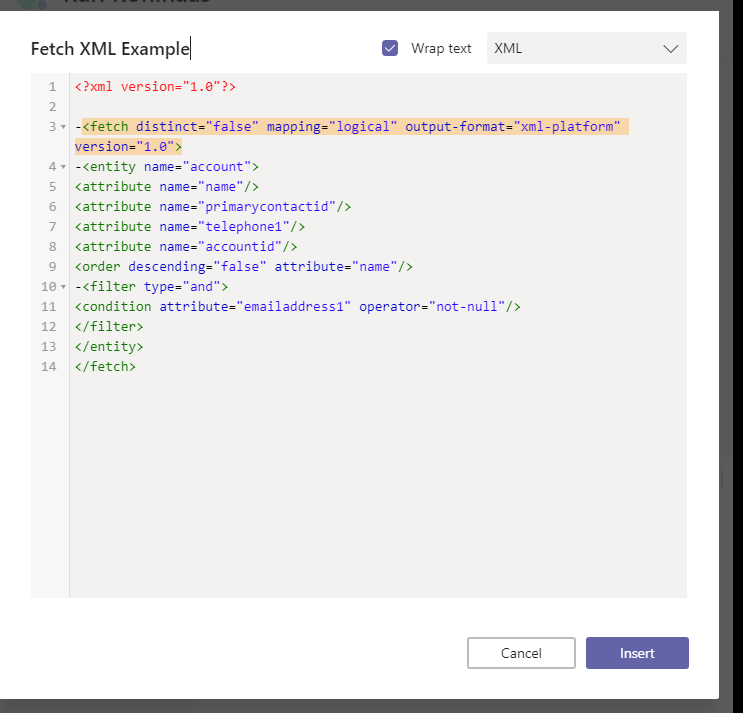 Fetch XML Example
Wrap text
XML
1 <?xml version="1.0"?>
2
3 -<fetch distinct="false" mapping="logical" output-format="xml-platform"
version="1.0">
4 -<entity name="account">
5 <attribute name="name"/>
6 <attribute name="primarycontactid"/>
7 <attribute name="telephone1"/>
8 <attribute name="accountid"/>
9 <order descending="false" attribute="name"/>
10 -<filter type="and">
11 <condition attribute="emailaddress1" operator="not-null"/>
12 </filter>
13 </entity>
14 </fetch>
Cancel
Insert